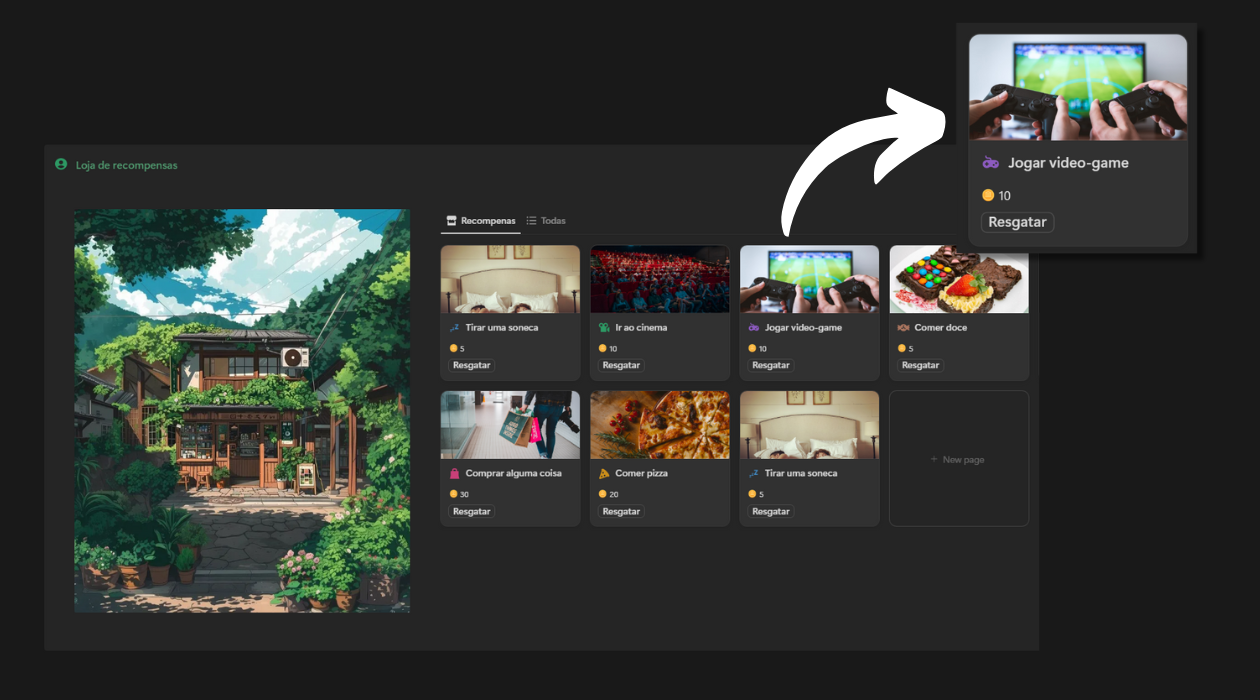 Loja de recompensas
Recompenas
Todas
Tirar uma soneca
5
Resgatar
Ir ao cinema
10
Resgatar
Jogar video-game
10
Resgatar
Comer doce
5
Resgatar
Comprar alguma coisa
30
Resgatar
Comer pizza
20
Resgatar
Tirar uma soneca
5
Resgatar
+ New page
Jogar video-game
10
Resgatar